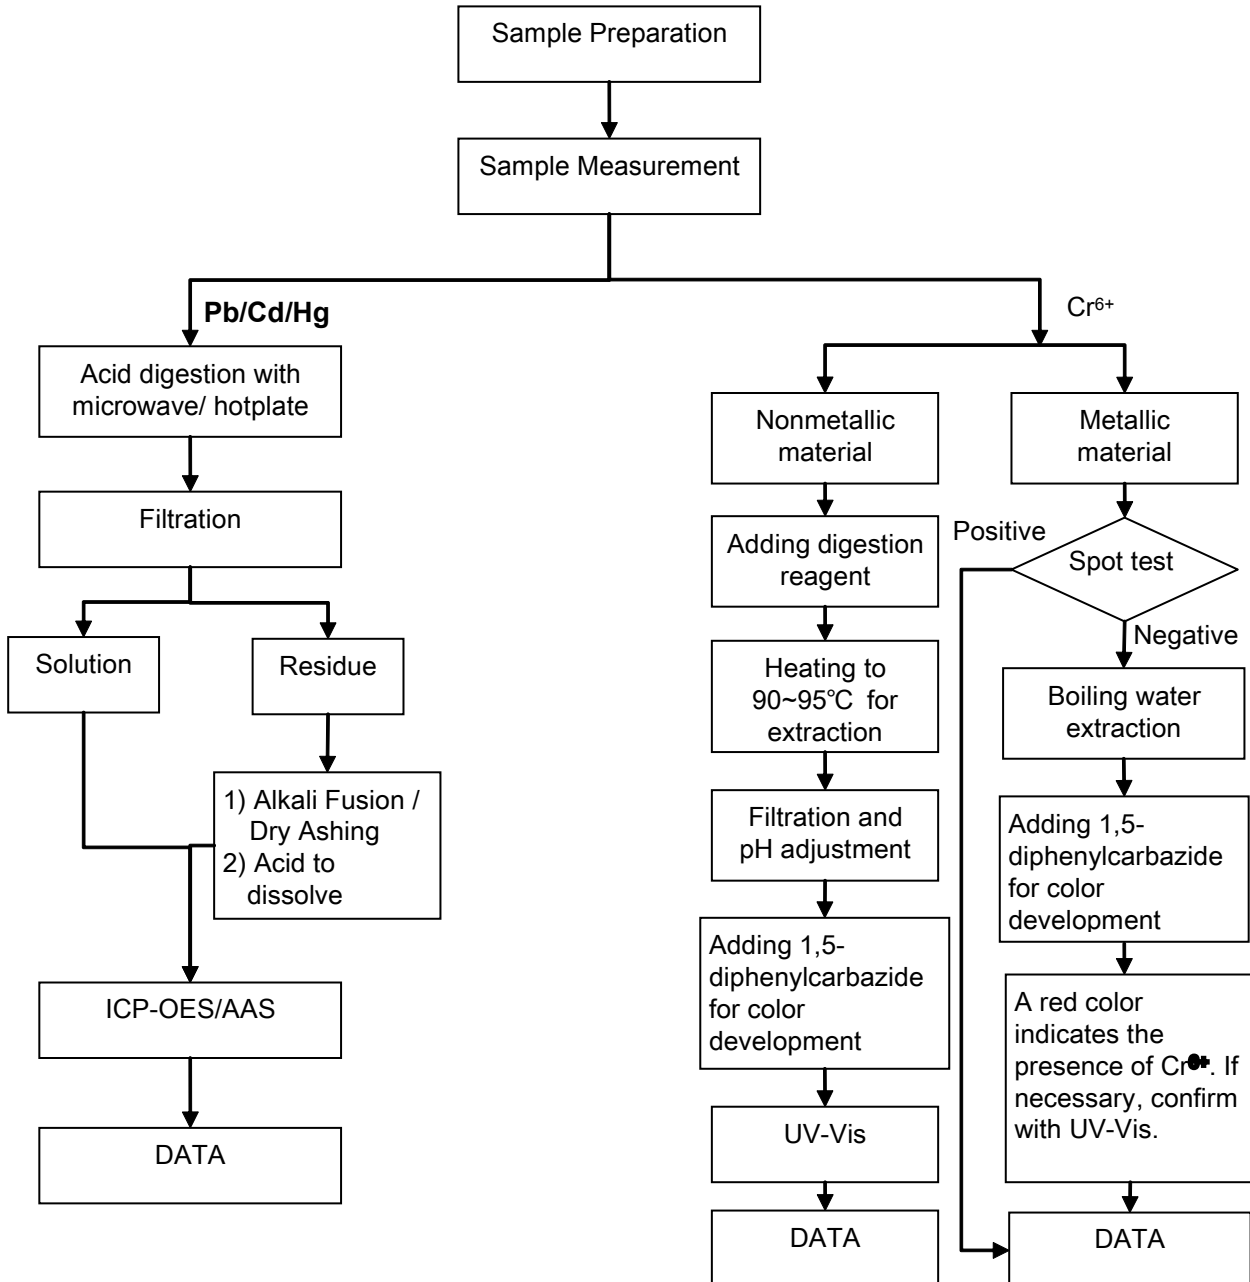 Sample Preparation
Sample Measurement
Pb/Cd/Hg
Acid digestion with
microwave/ hotplate
Filtration
Solution
Residue
1) Alkali Fusion /
Dry Ashing
2) Acid to
dissolve
ICP-OES/AAS
DATA
Cr⁶⁺
Nonmetallic
material
Adding digestion
reagent
Heating to
90~95℃ for
extraction
Filtration and
pH adjustment
Adding 1,5-
diphenylcarbazide
for color
development
UV-Vis
DATA
Metallic
material
Spot test
Positive
Negative
Boiling water
extraction
Adding 1,5-
diphenylcarbazide
for color
development
A red color
indicates the
presence of Cr⁶⁺. If
necessary, confirm
with UV-Vis.
DATA